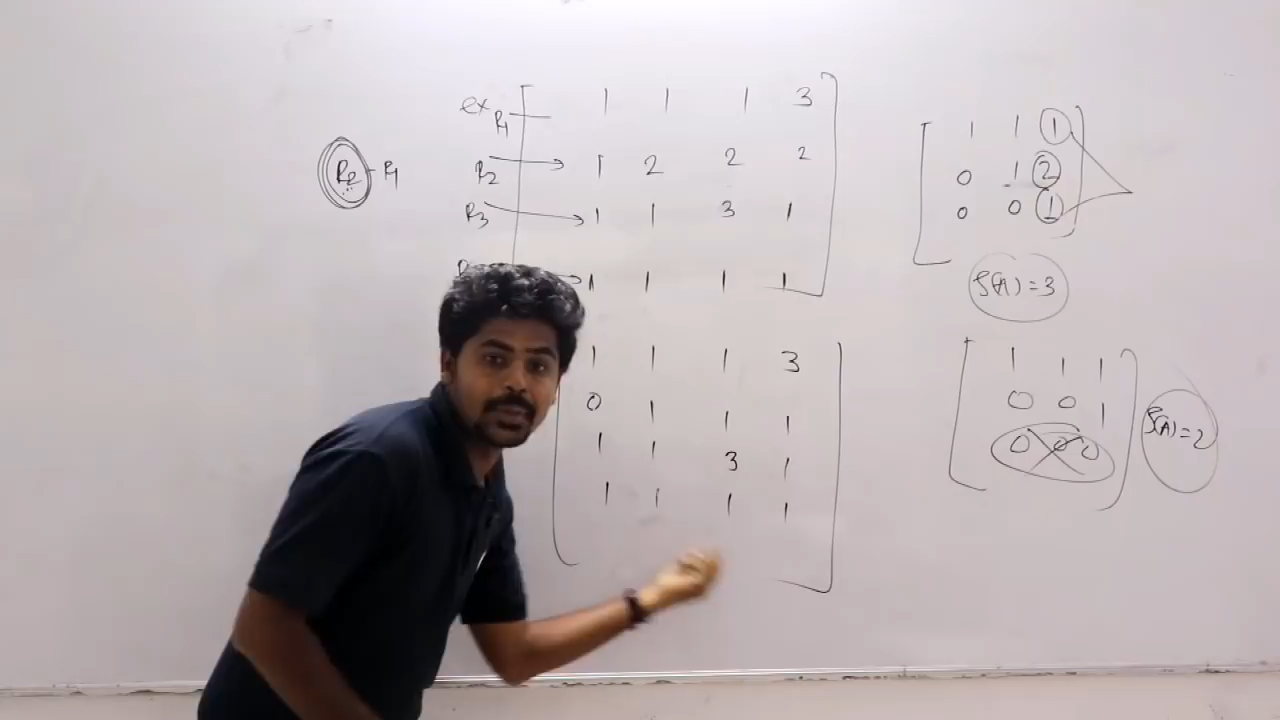 ex R1 1 1 1 3
R2 - R1 R2 → 1 2 2 2
R3 → 1 1 3 1
→ 1 1 1 1
1 1 1 3
0 1 1 1
1 1 3 1
1 1 1 1
1 1 1
0 1 2
0 0 1
ρ(A) = 3
1 1 1
0 0 1
0 0 0
ρ(A) = 2